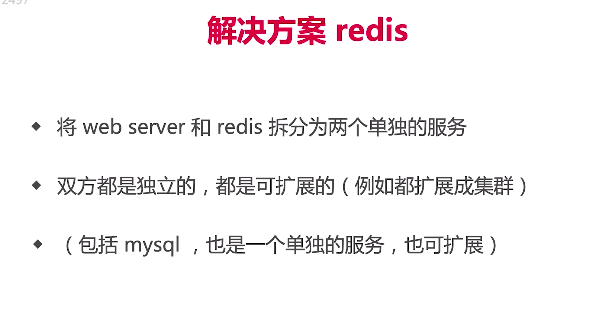 2497
解决方案 redis
将 web server 和 redis 拆分为两个单独的服务
双方都是独立的，都是可扩展的（例如都扩展成集群）
（包括 mysql ，也是一个单独的服务，也可扩展）